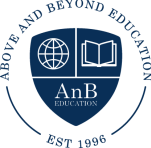 ABOVE AND BEYOND EDUCATION
AnB
EDUCATION
EST 1996